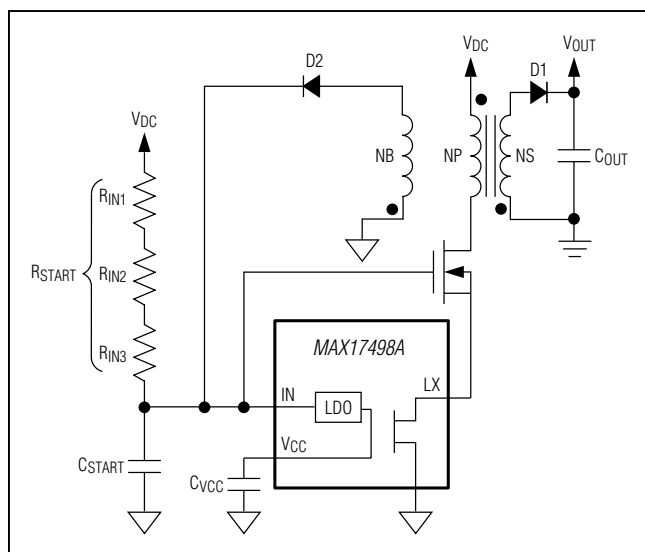 VDC
VOUT
D2
D1
VDC
NB
NP
NS
COUT
RIN1
RSTART
RIN2
RIN3
MAX17498A
LX
IN
LDO
VCC
CSTART
CVCC